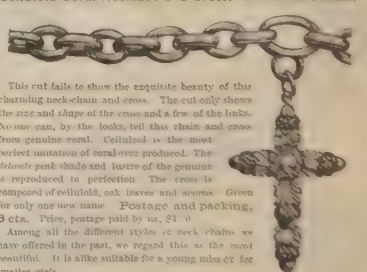 This cut fails to show the exquisite beauty of this
charming neck-chain and cross. The cut only shows
the size and shape of the cross and a few of the links.
No one can, by the looks, tell this chain and cross
from genuine coral. Celluloid is the most
perfect imitation of coral ever produced. The
delicate pink shade and lustre of the genuine
is reproduced to perfection The cross is
composed of celluloid, oak leaves and acorns. Given
for only one new name. Postage and packing,
8 cts. Price, postage paid by us, $1.
Among all the different styles of neck chains we
have offered in the past, we regard this as the most
beautiful. It is alike suitable for a young miss or for